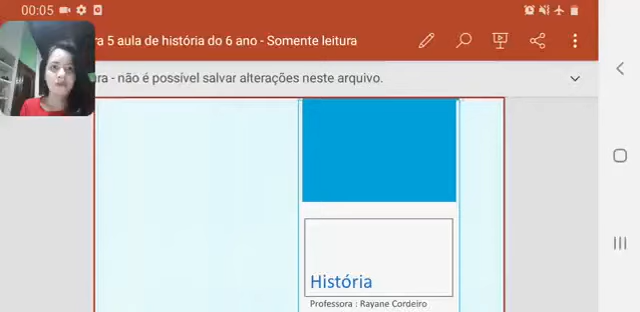 00:05
ra 5 aula de história do 6 ano - Somente leitura
ra - não é possível salvar alterações neste arquivo.
História
Professora : Rayane Cordeiro